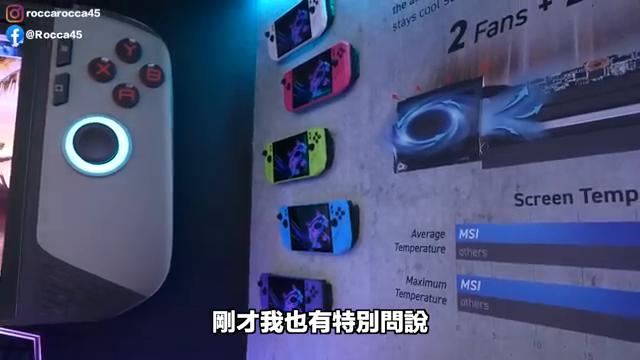 roccarocca45
@Rocca45
stays cool
2 Fans +
Y
X
B
A
Screen Temp
Average
Temperature
MSI
others
Maximum
Temperature
MSI
others
剛才我也有特別問說